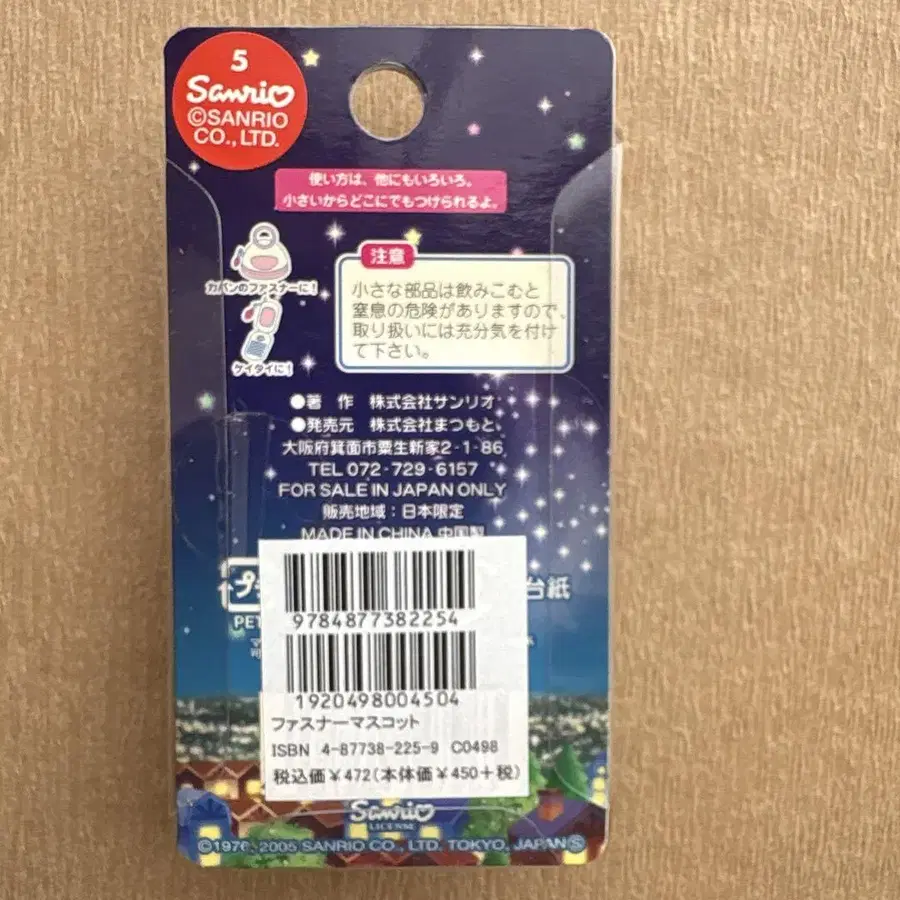 5
Sanrio
©SANRIO
CO., LTD.
使い方は、他にもいろいろ。
小さいからどこにでもつけられるよ。
カバンのファスナーに!
ケイタイに!
注意
小さな部品は飲みこむと
窒息の危険がありますので、
取り扱いには充分気を付け
て下さい。
●著 作 株式会社サンリオ
●発売元 株式会社まつもと
大阪府箕面市粟生新家2-1-86
TEL 072-729-6157
FOR SALE IN JAPAN ONLY
販売地域：日本限定
MADE IN CHINA 中国製
プラ
台紙
PET
9784877382254
1920498004504
ファスナーマスコット
ISBN 4-87738-225-9 C0498
税込価¥472(本体価¥450+税)
Sanrio
LICENSE
©1976, 2005 SANRIO CO., LTD. TOKYO, JAPAN Ⓢ